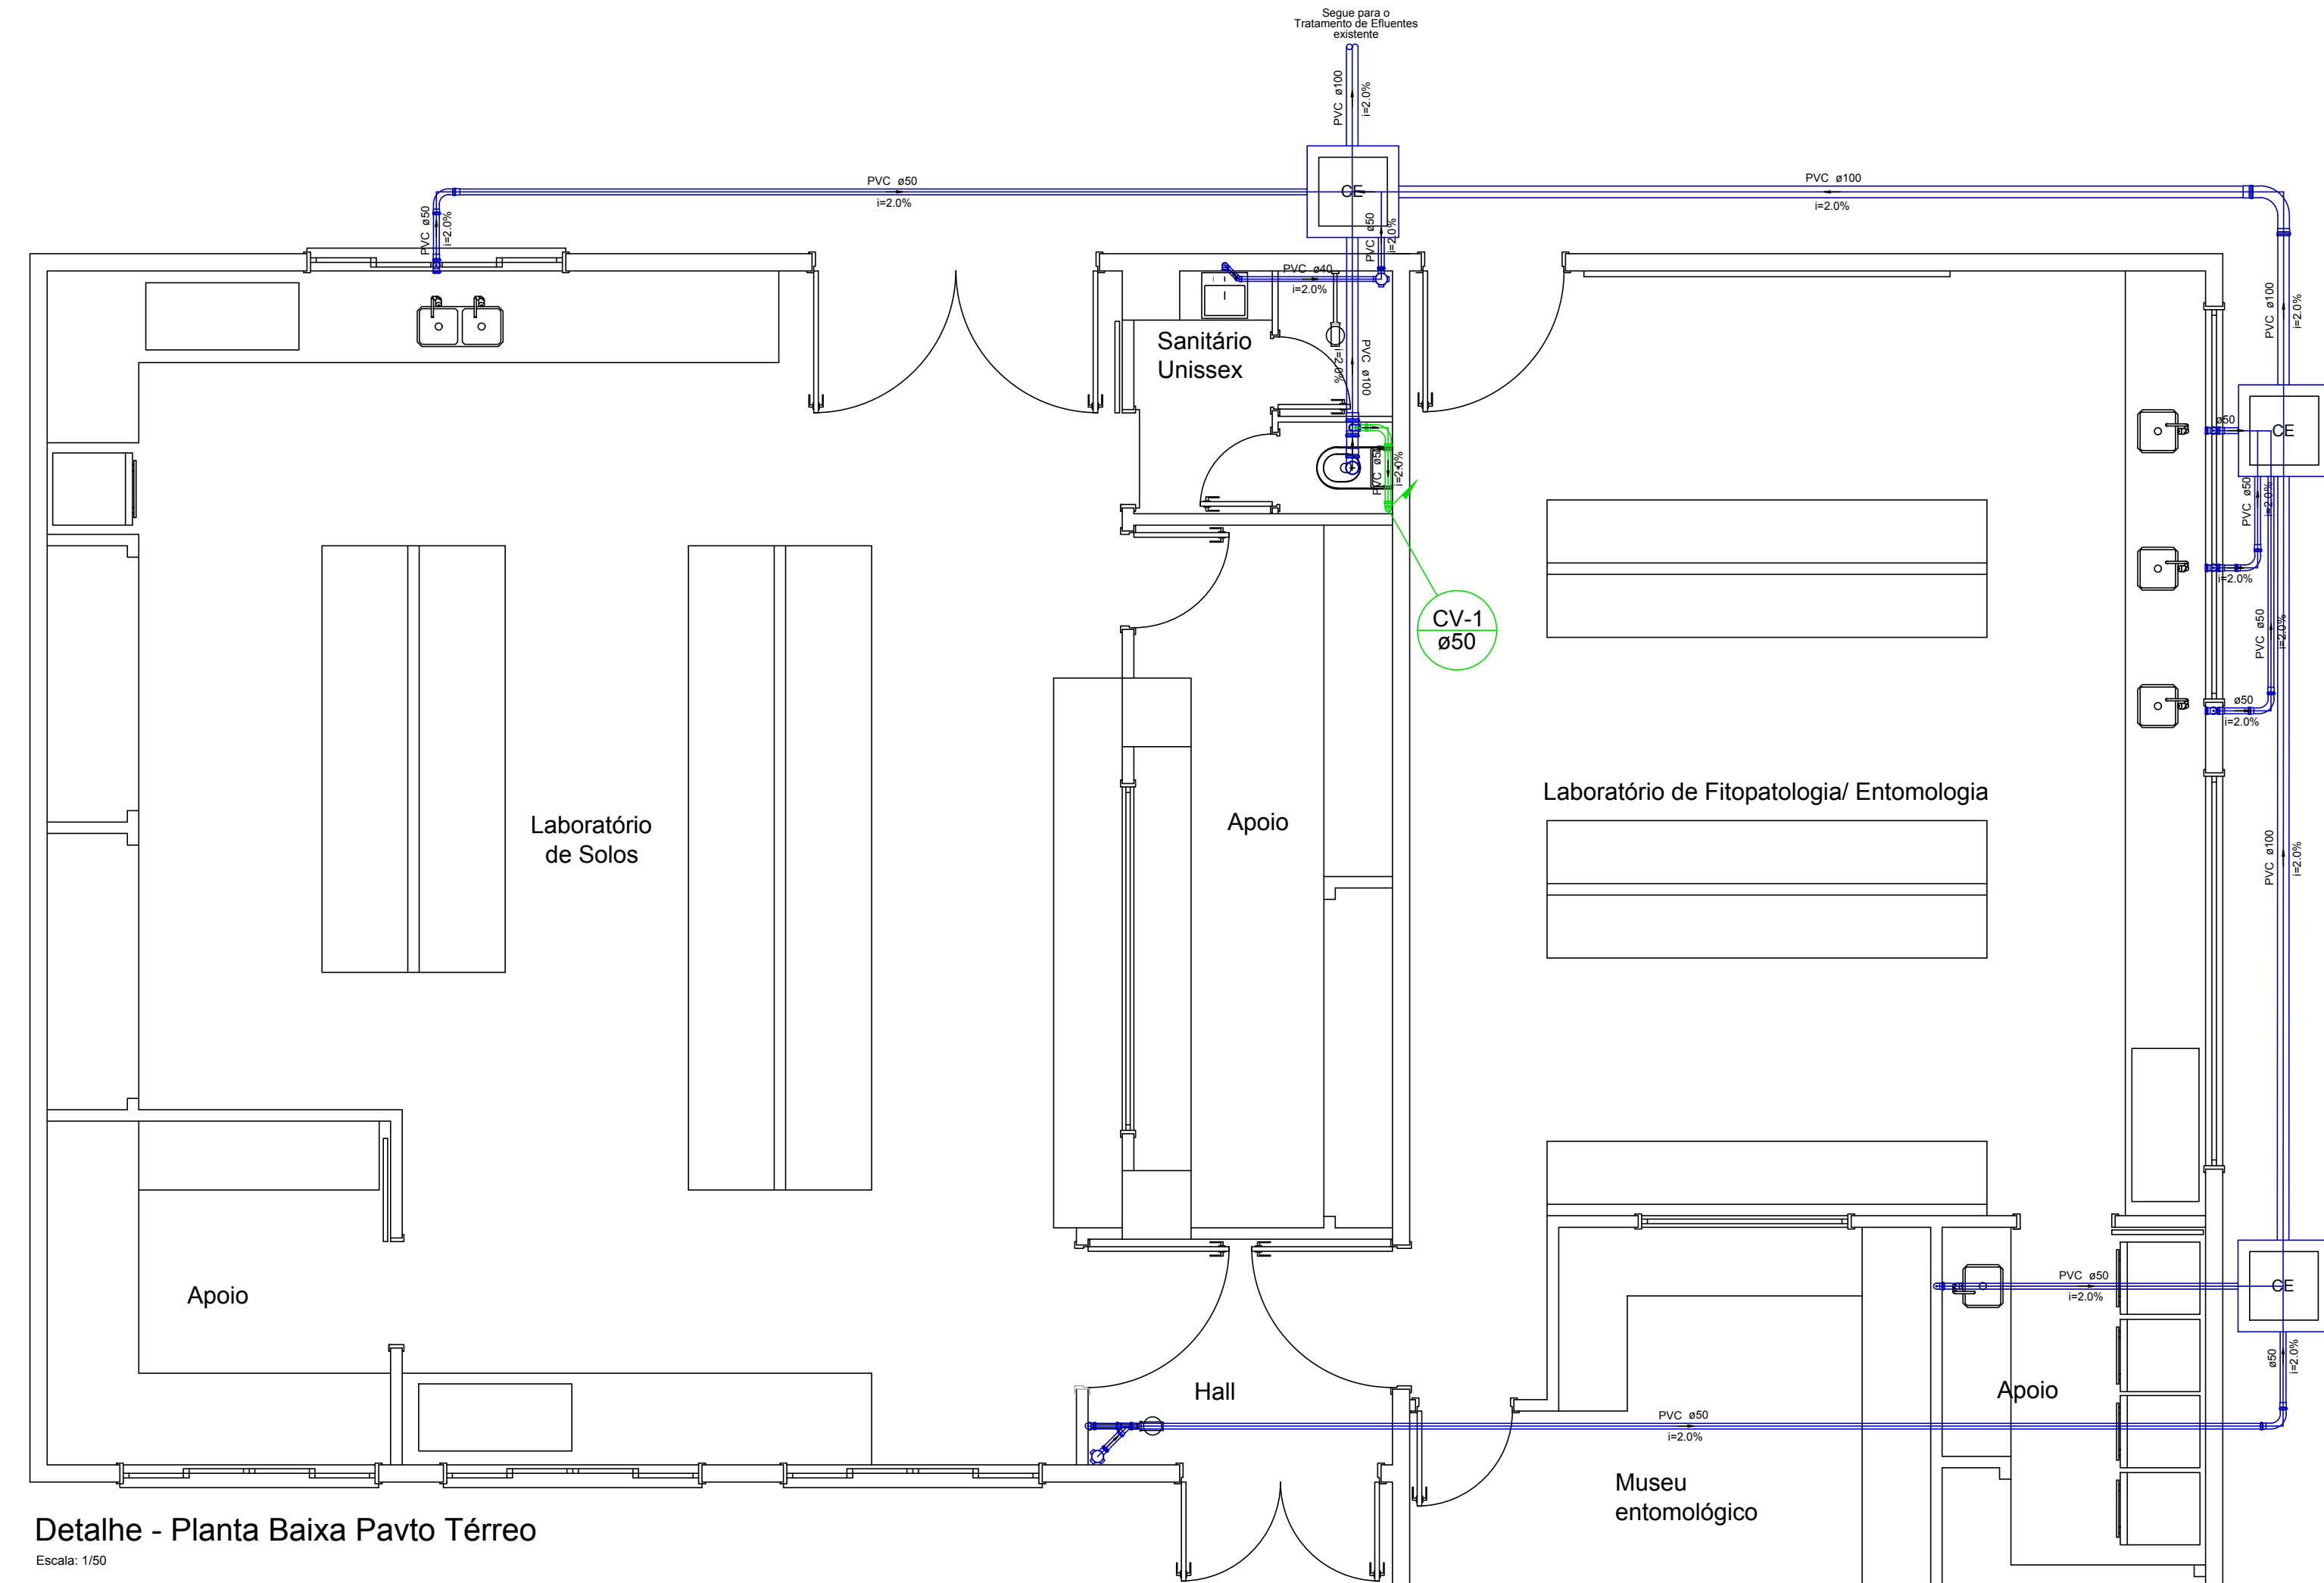 Segue para o
Tratamento de Efluentes
existente
PVC ø100
i=2.0%
PVC ø50
i=2.0%
PVC ø50
i=2.0%
CE
PVC ø100
i=2.0%
PVC ø50
i=2.0%
PVC ø40
i=2.0%
Sanitário
Unissex
i=2.0%
PVC ø100
PVC ø50
i=2.0%
CV-1
ø50
PVC ø100
i=2.0%
ø50
CE
PVC ø50
i=2.0%
i=2.0%
PVC ø50
i=2.0%
ø50
i=2.0%
Laboratório de Fitopatologia/ Entomologia
Laboratório
de Solos
Apoio
PVC ø100
i=2.0%
Apoio
PVC ø50
i=2.0%
CE
ø50
i=2.0%
Hall
Apoio
PVC ø50
i=2.0%
Museu
entomológico
Detalhe - Planta Baixa Pavto Térreo
Escala: 1/50